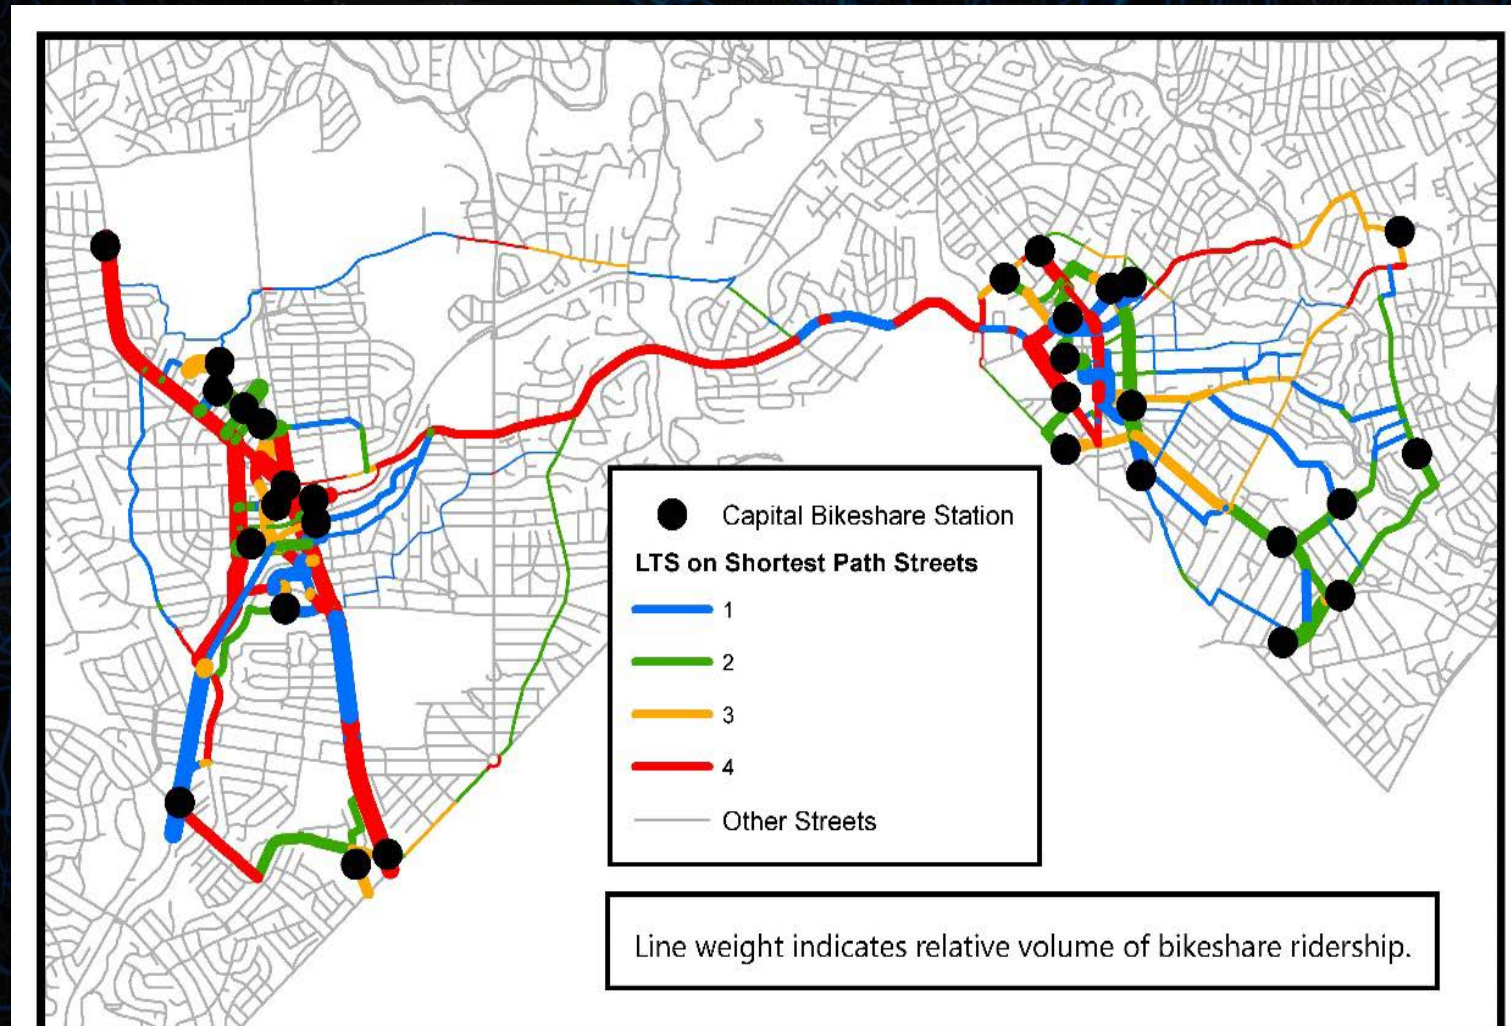 Capital Bikeshare Station
LTS on Shortest Path Streets
1
2
3
4
Other Streets
Line weight indicates relative volume of bikeshare ridership.